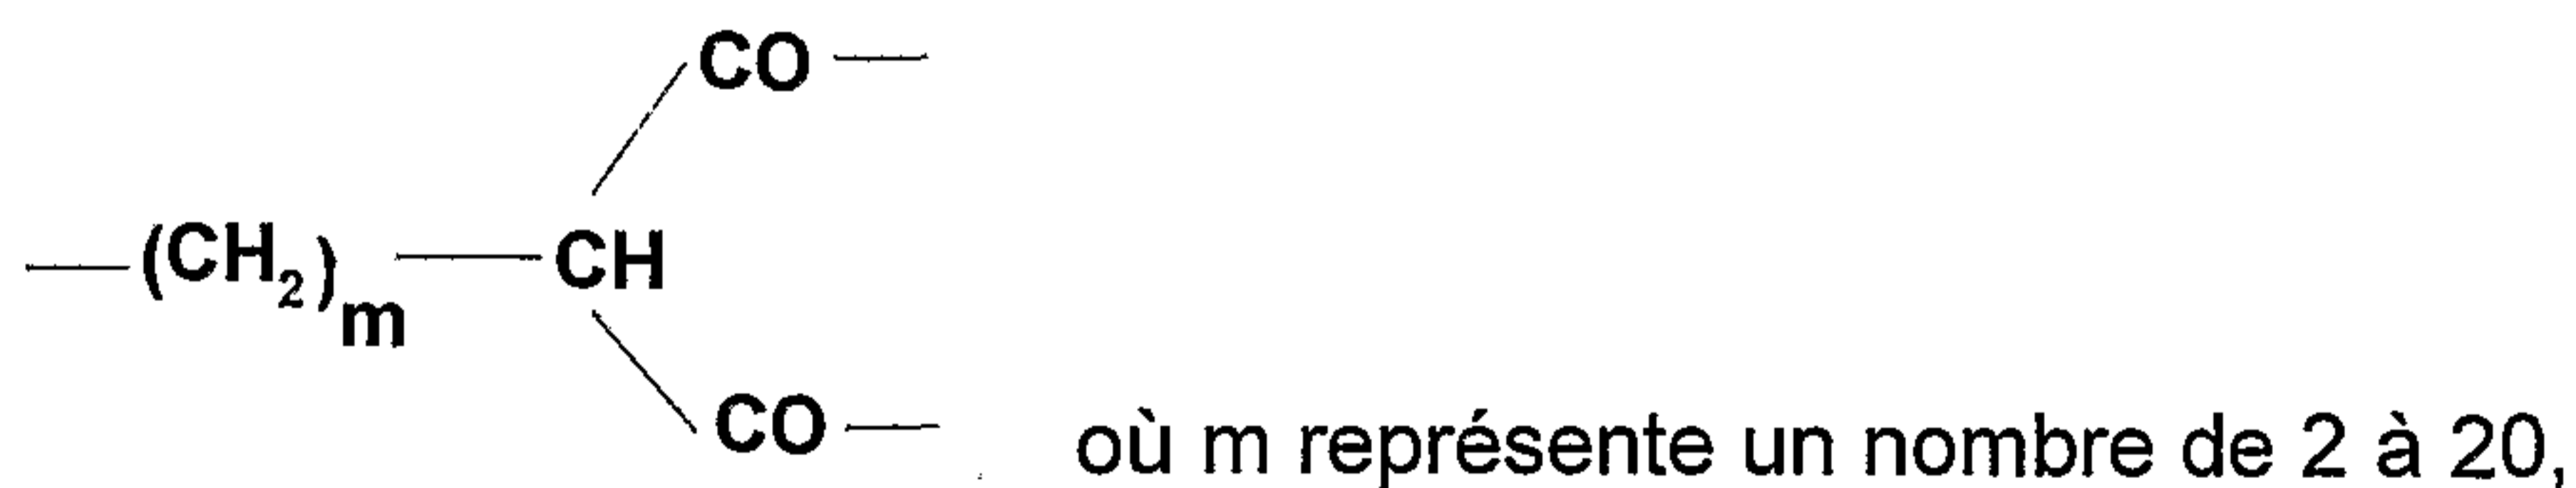 CO —
— (CH₂)m — CH
CO — où m représente un nombre de 2 à 20,